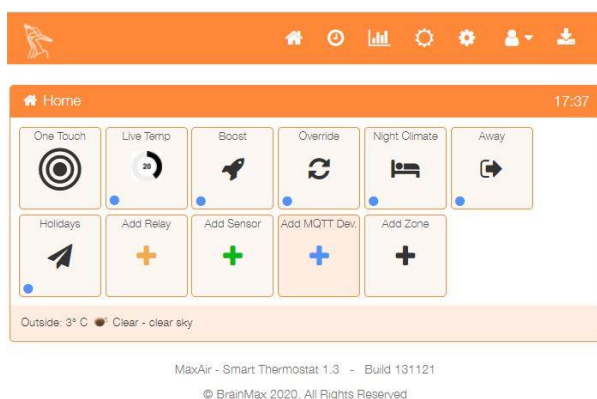 Home 17:37
One Touch Live Temp Boost Override Night Climate Away
20
Holidays Add Relay Add Sensor Add MQTT Dev. Add Zone
Outside: 3° C Clear - clear sky
MaxAir - Smart Thermostat 1.3 - Build 131121
© BrainMax 2020. All Rights Reserved